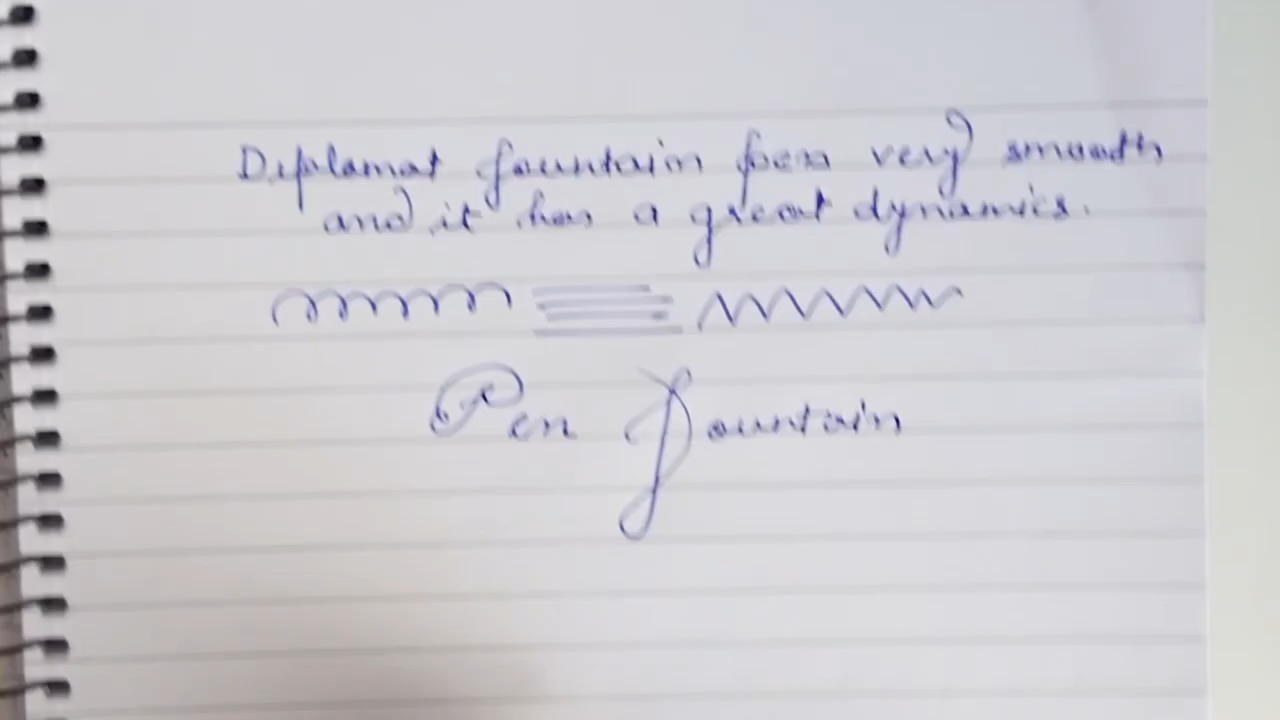 Diplomat fountain pen very smooth
and it has a great dynamics.
Pen fountain